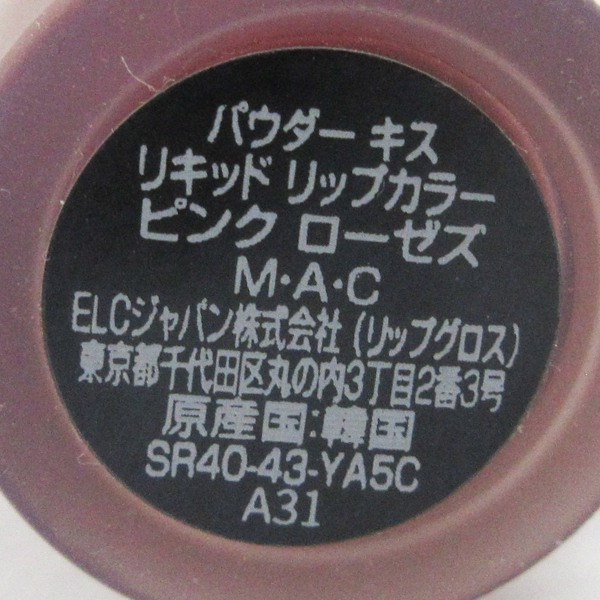 パウダー キス
リキッド リップカラー
ピンク ローゼズ
M·A·C
ELCジャパン株式会社 (リップグロス)
東京都千代田区丸の内3丁目2番3号
原産国:韓国
SR40-43-YA5C
A31